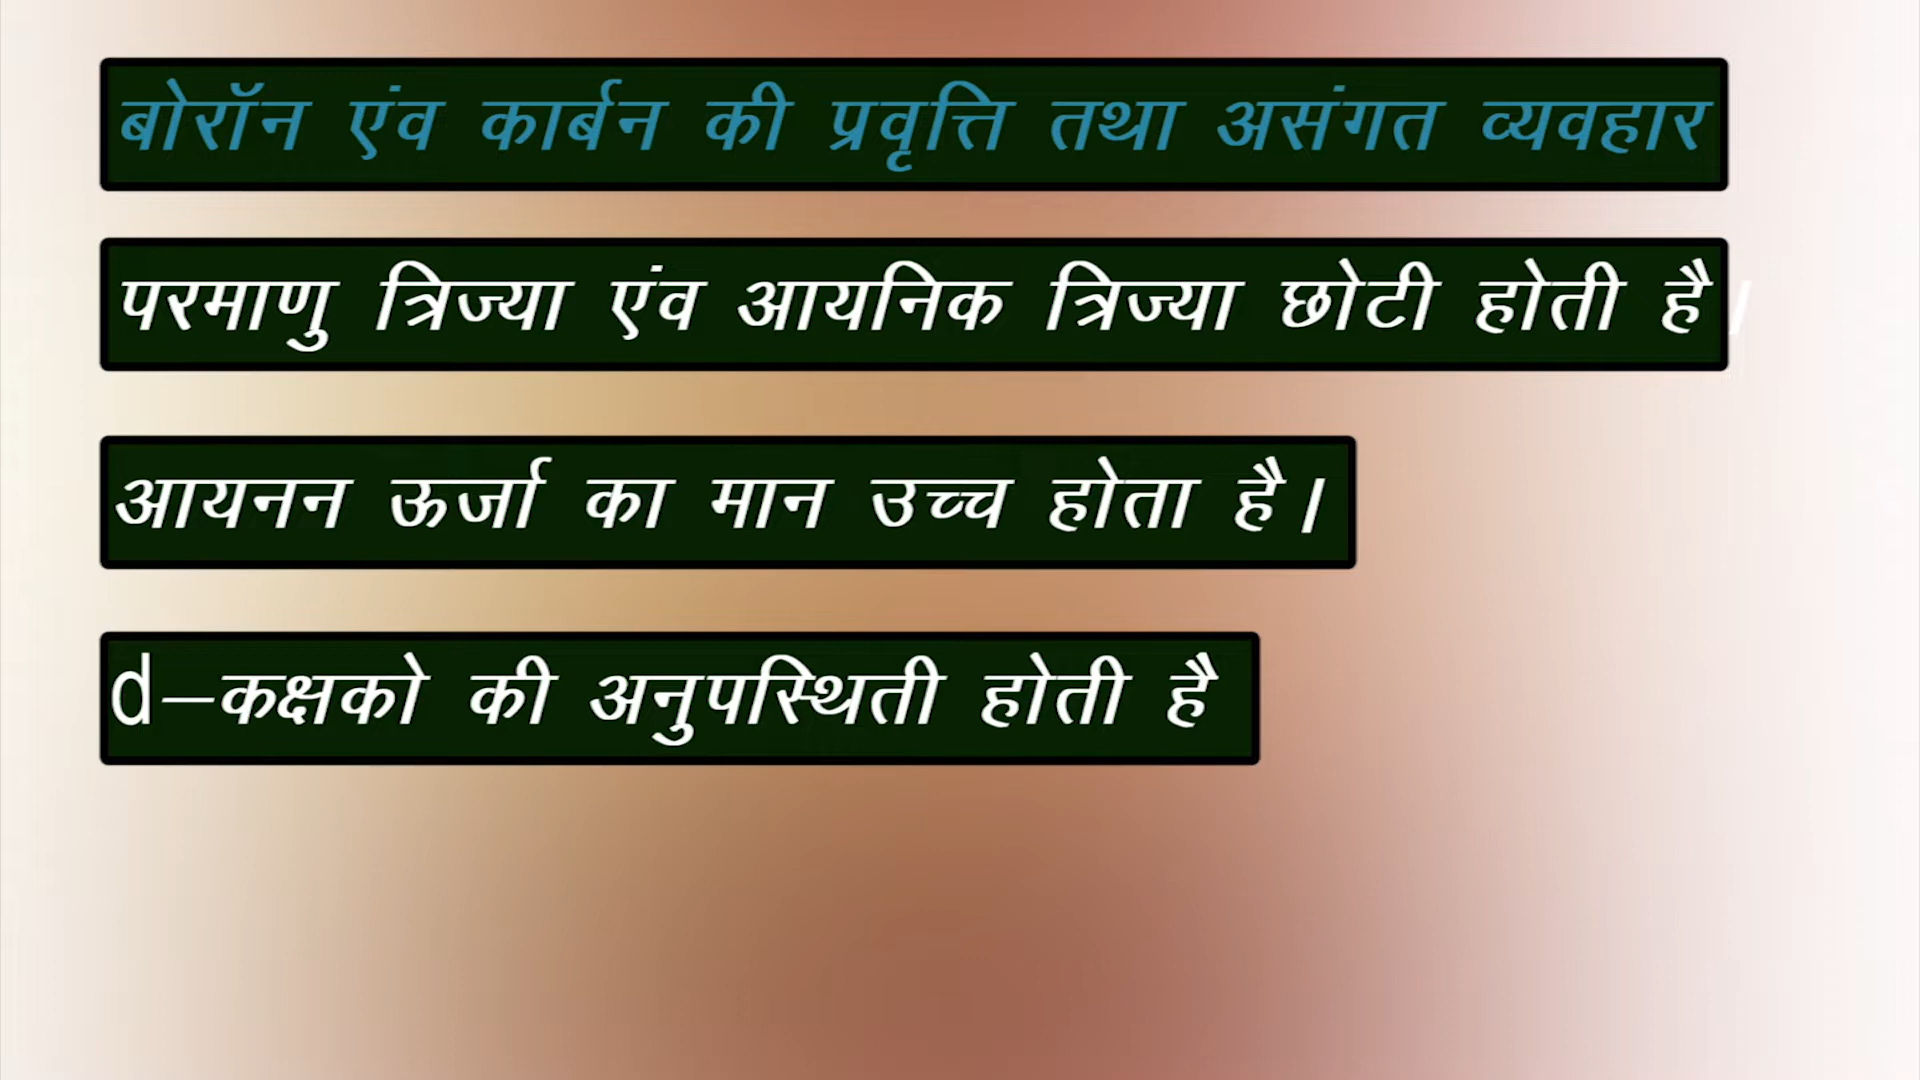 बोरॉन एंव कार्बन की प्रवृत्ति तथा असंगत व्यवहार
परमाणु त्रिज्या एंव आयनिक त्रिज्या छोटी होती है।
आयनन ऊर्जा का मान उच्च होता है।
d–कक्षको की अनुपस्थिती होती है